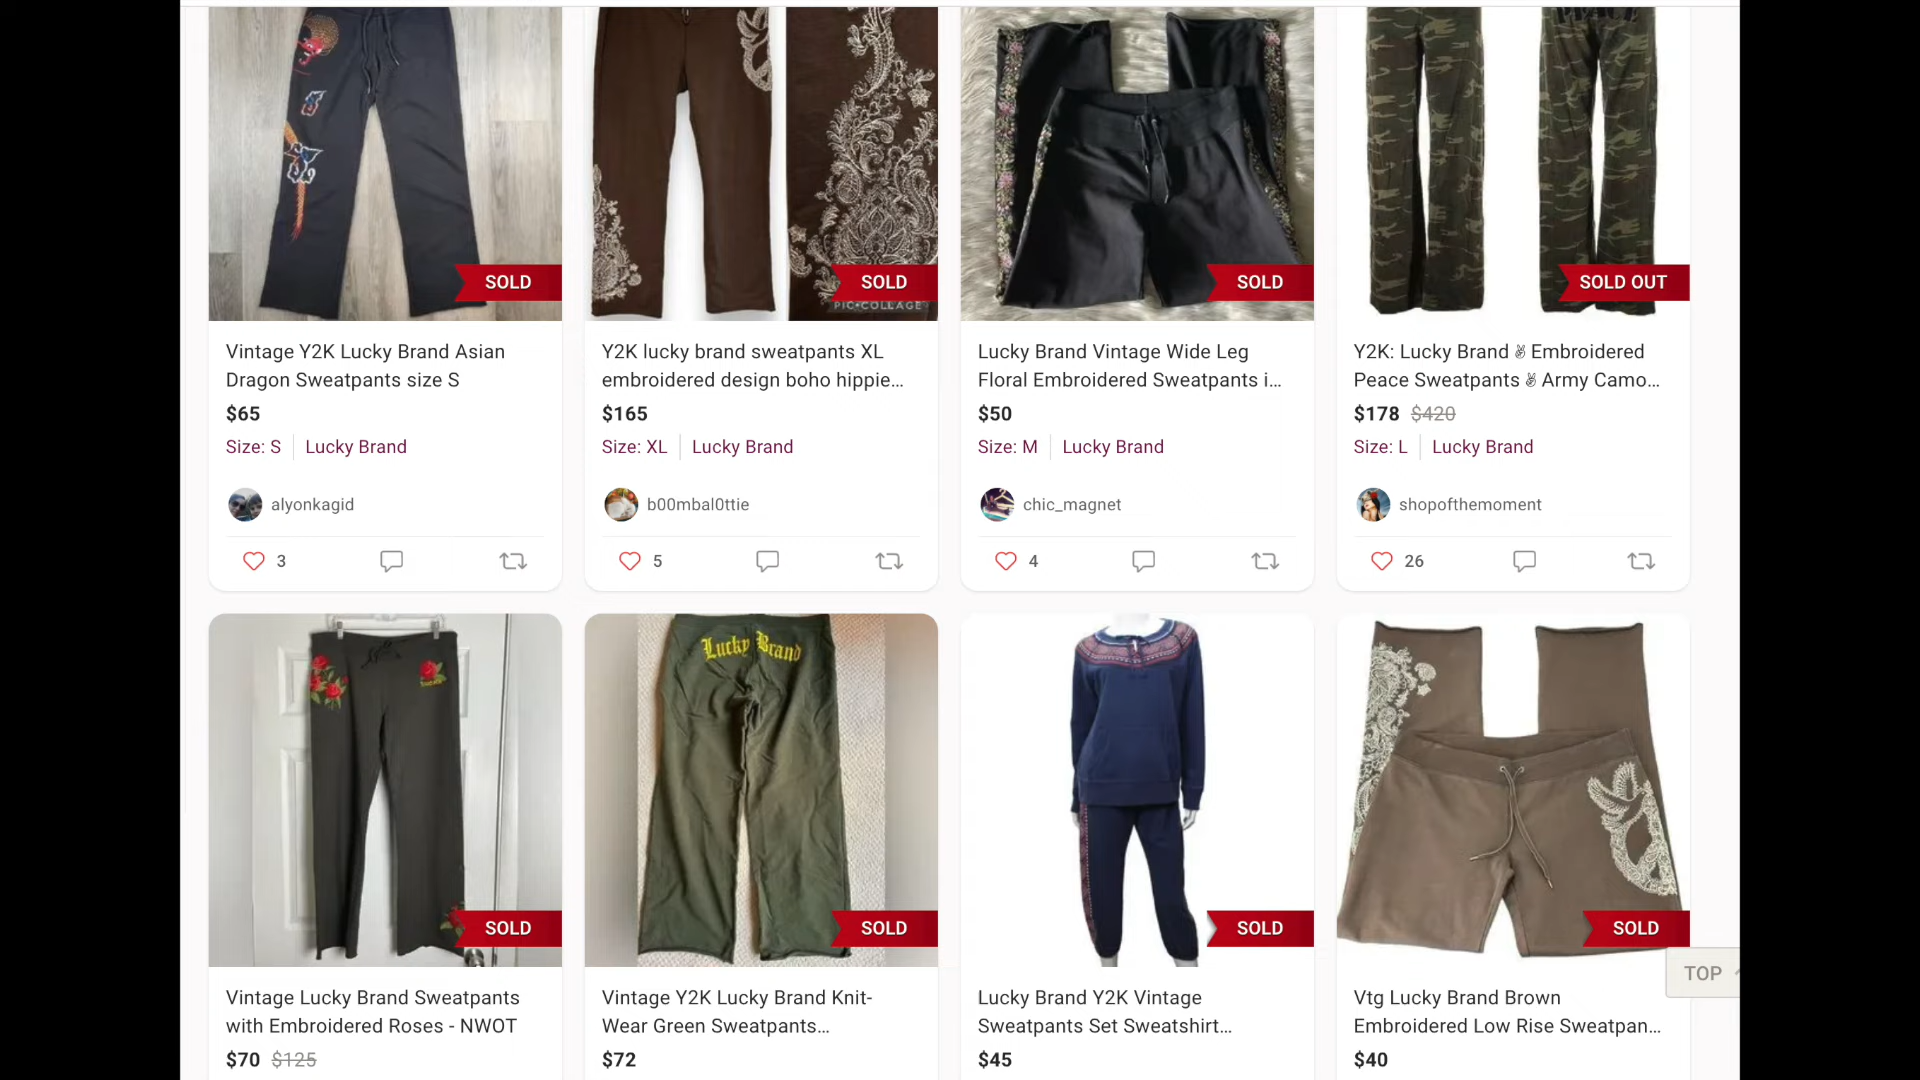 SOLD
PIC•COLLAGE
SOLD
SOLD
SOLD OUT
Vintage Y2K Lucky Brand Asian
Dragon Sweatpants size S
$65
Size: S
Lucky Brand
alyonkagid
3
Y2K lucky brand sweatpants XL
embroidered design boho hippie...
$165
Size: XL
Lucky Brand
b00mbal0ttie
5
Lucky Brand Vintage Wide Leg
Floral Embroidered Sweatpants i...
$50
Size: M
Lucky Brand
chic_magnet
4
Y2K: Lucky Brand ✌ Embroidered
Peace Sweatpants ✌ Army Camo...
$178 $420
Size: L
Lucky Brand
shopofthemoment
26
SOLD
Lucky Brand
SOLD
SOLD
SOLD
TOP
Vintage Lucky Brand Sweatpants
with Embroidered Roses - NWOT
$70 $125
Vintage Y2K Lucky Brand Knit-
Wear Green Sweatpants...
$72
Lucky Brand Y2K Vintage
Sweatpants Set Sweatshirt...
$45
Vtg Lucky Brand Brown
Embroidered Low Rise Sweatpan...
$40